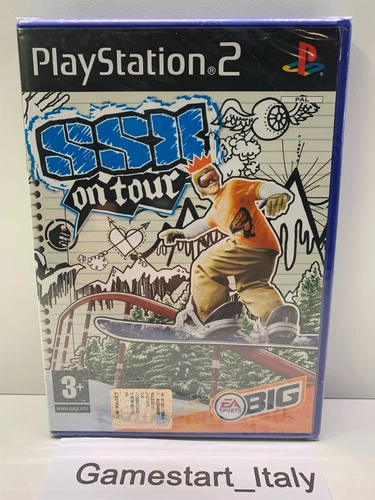 PlayStation®2
PAL
SSX
on tour
3+
www.pegi.info
EA
SPORTS
BIG
Gamestart_Italy